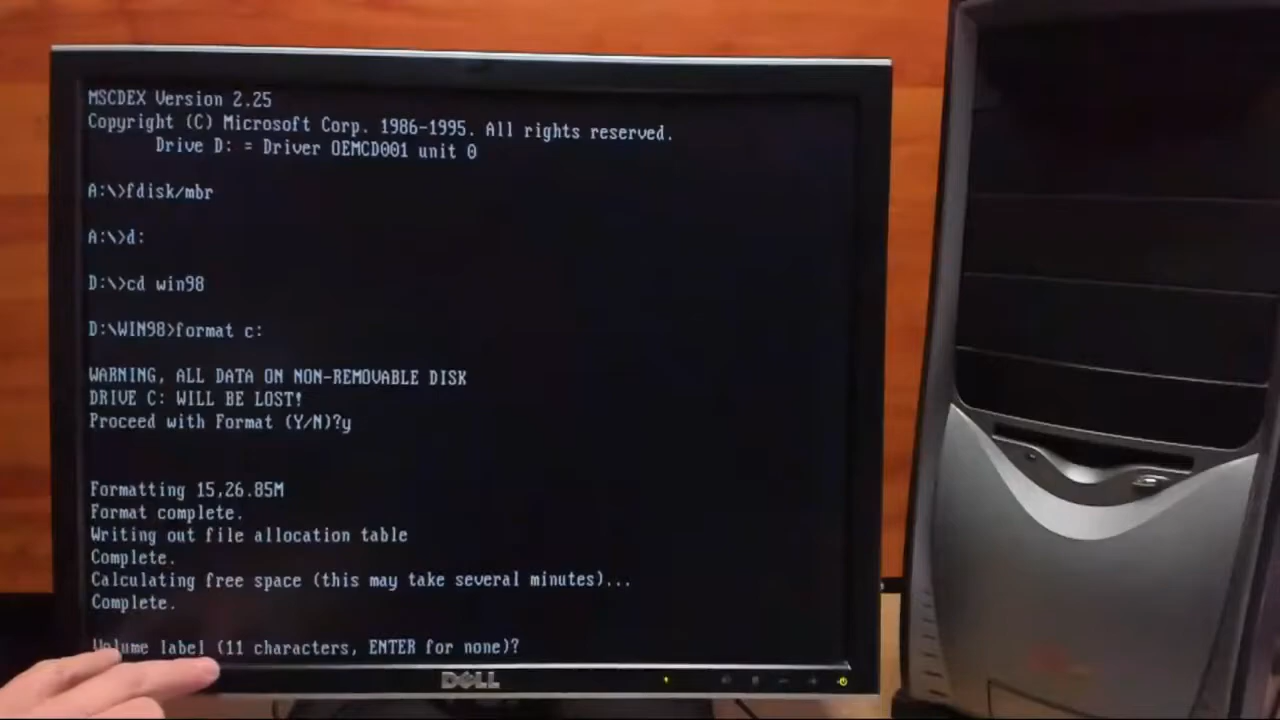 MSCDEX Version 2.25
Copyright (C) Microsoft Corp. 1986-1995. All rights reserved.
Drive D: = Driver OEMCD001 unit 0
A:\>fdisk/mbr
A:\>d:
D:\>cd win98
D:\WIN98>format c:
WARNING, ALL DATA ON NON-REMOVABLE DISK
DRIVE C: WILL BE LOST!
Proceed with Format (Y/N)?y
Formatting 15,26.85M
Format complete.
Writing out file allocation table
Complete.
Calculating free space (this may take several minutes)...
Complete.
Volume label (11 characters, ENTER for none)?
DELL